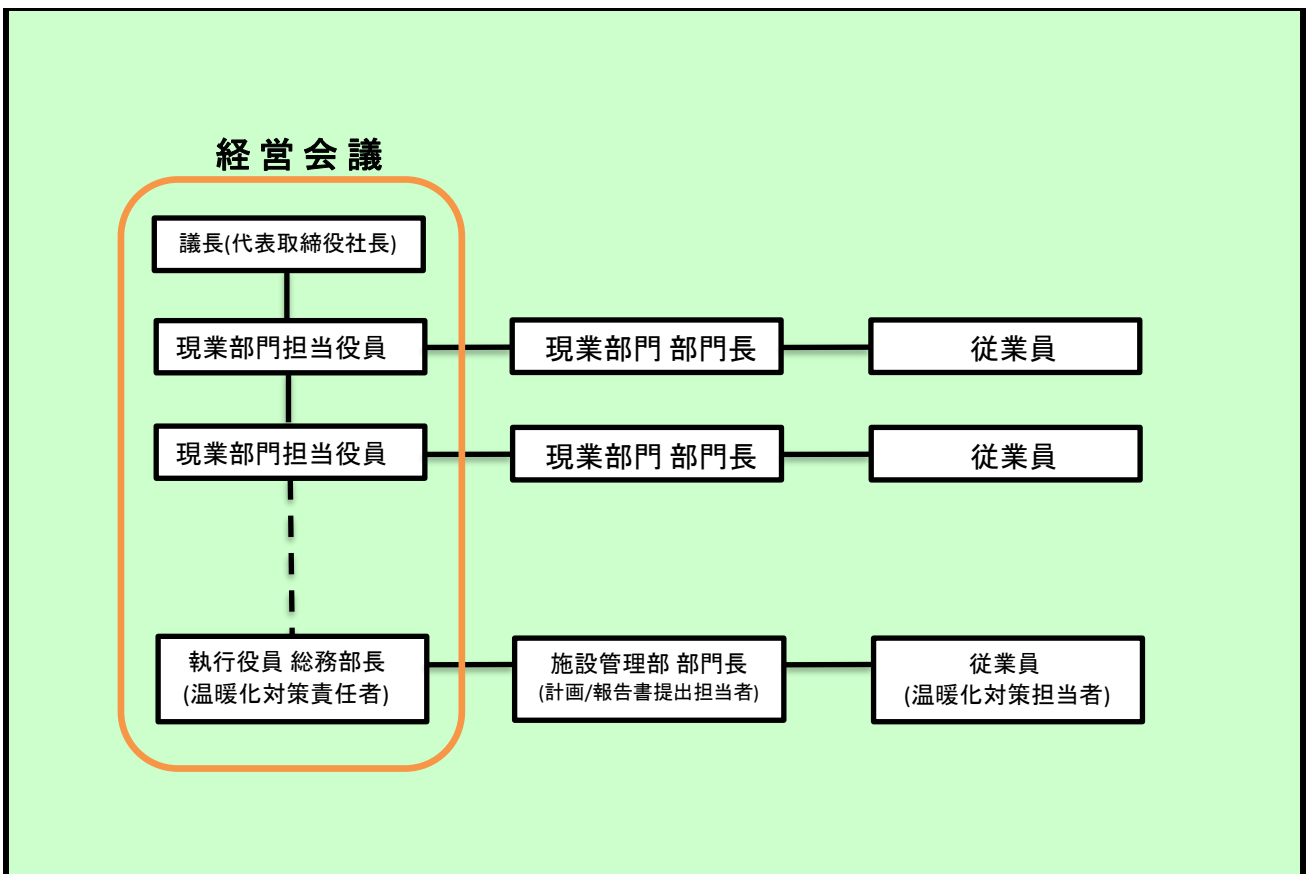 経営会議
議長(代表取締役社長)
現業部門担当役員
現業部門 部門長
従業員
現業部門担当役員
現業部門 部門長
従業員
執行役員 総務部長
(温暖化対策責任者)
施設管理部 部門長
(計画/報告書提出担当者)
従業員
(温暖化対策担当者)